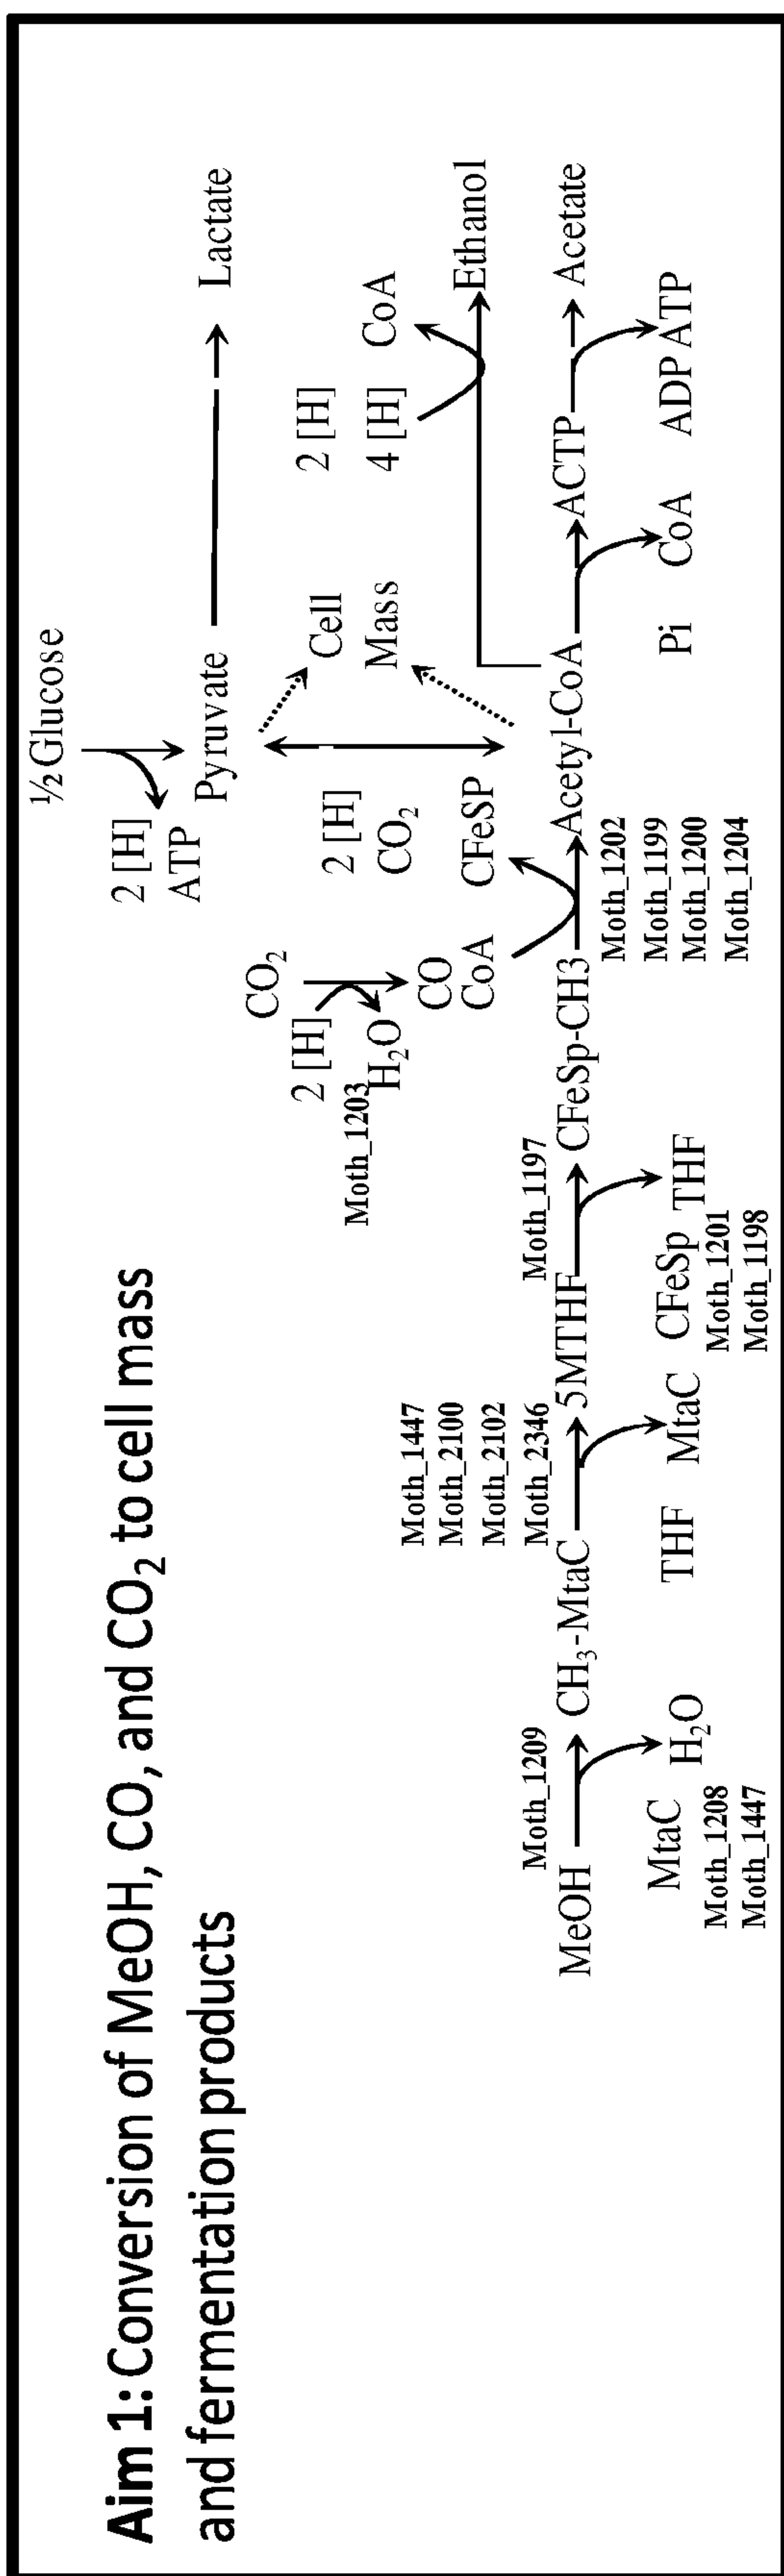 Aim 1: Conversion of MeOH, CO, and CO₂ to cell mass
and fermentation products
½ Glucose
2 [H]
ATP
Pyruvate
Lactate
CO₂
2 [H]
Moth_1203
H₂O
CO
CoA
2 [H]
CO₂
CFeSP
Cell
Mass
2 [H]
4 [H]
CoA
Ethanol
MeOH
Moth_1209
CH₃-MtaC
Moth_1447
Moth_2100
Moth_2102
Moth_2346
5MTHF
Moth_1197
CFeSp-CH3
Acetyl-CoA
ACTP
Acetate
MtaC
H₂O
Moth_1208
Moth_1447
THF
MtaC
CFeSp
THF
Moth_1201
Moth_1198
Moth_1202
Moth_1199
Moth_1200
Moth_1204
Pi
CoA
ADP
ATP